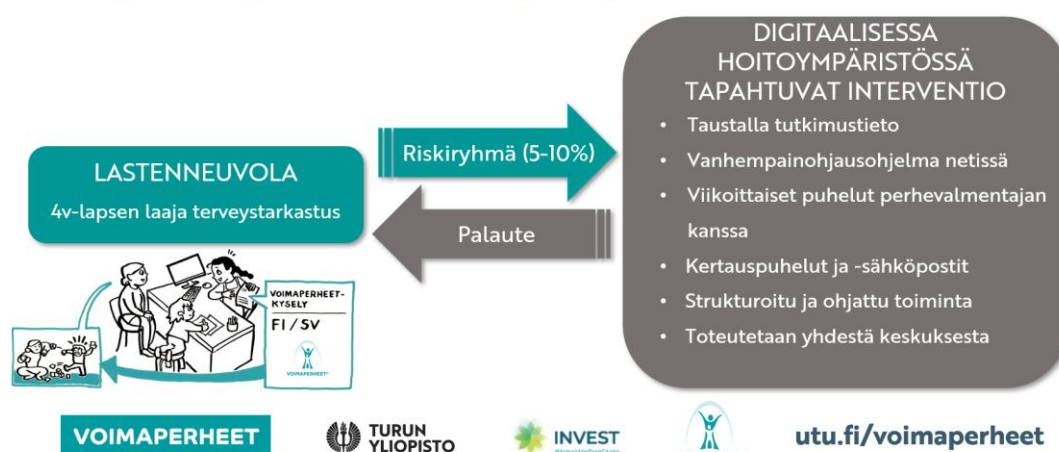 LASTENNEUVOLA
4v-lapsen laaja terveystarkastus
VOIMAPERHEET-
KYSELY
FI/SV
VOIMAPERHEET®
Riskiryhmä (5-10%)
Palaute
DIGITAALISESSA
HOITOYMPÄRISTÖSSÄ
TAPAHTUVAT INTERVENTIO
• Taustalla tutkimustieto
• Vanhempainohjausohjelma netissä
• Viikoittaiset puhelut perhevalmentajan
kanssa
• Kertauspuhelut ja -sähköpostit
• Strukturoitu ja ohjattu toiminta
• Toteutetaan yhdestä keskuksesta
VOIMAPERHEET
TURUN
YLIOPISTO
INVEST
utu.fi/voimaperheet